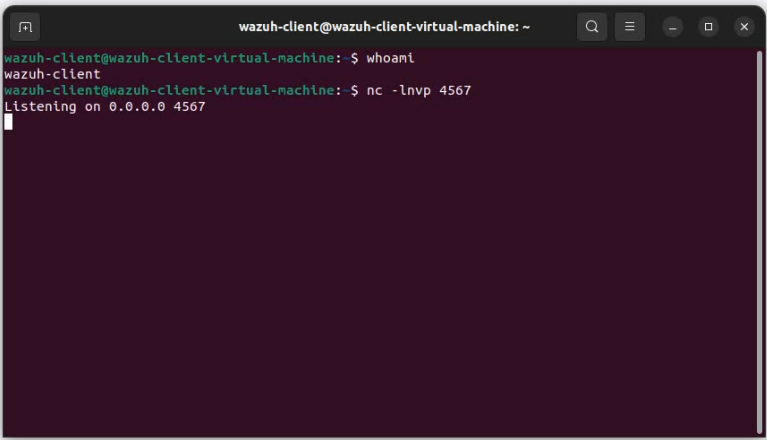 wazuh-client@wazuh-client-virtual-machine: ~
wazuh-client@wazuh-client-virtual-machine:~$ whoami
wazuh-client
wazuh-client@wazuh-client-virtual-machine:~$ nc -lnvp 4567
Listening on 0.0.0.0 4567